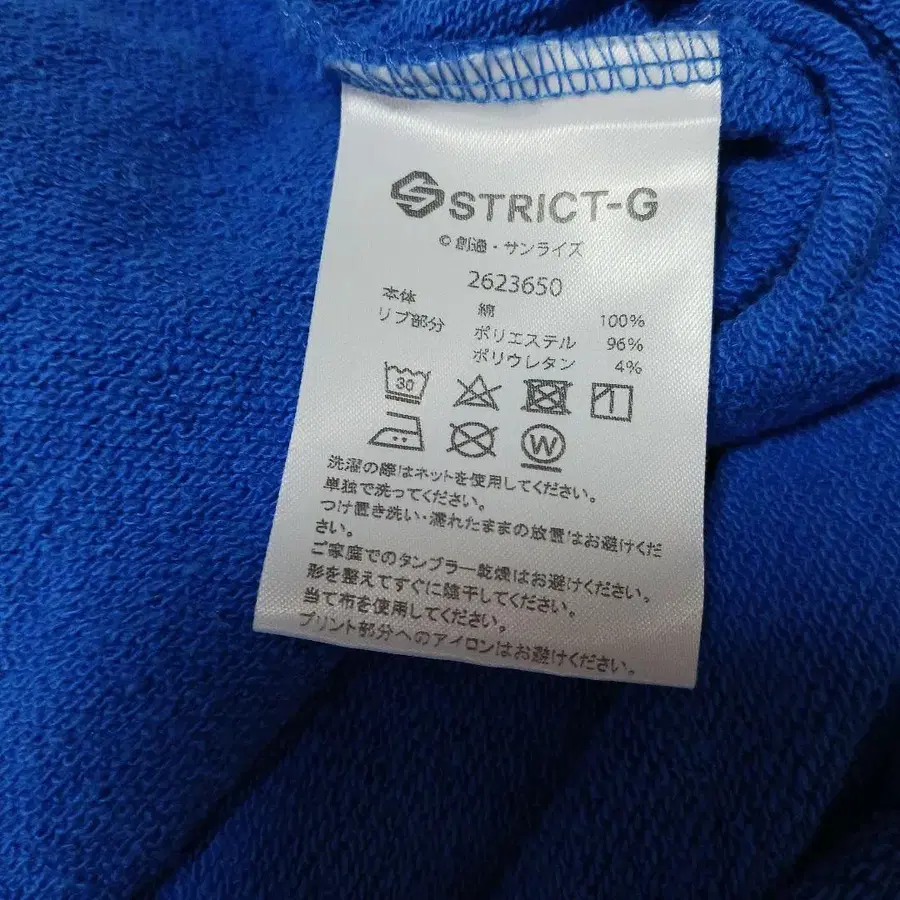 STRICT-G
© 創通・サンライズ
2623650
本体 綿 100%
リブ部分 ポリエステル 96%
ポリウレタン 4%
30
W
洗濯の際はネットを使用してください。
単独で洗ってください。
つけ置き洗い・濡れたままの放置はお避けくだ
さい。
ご家庭でのタンブラー乾燥はお避けください。
形を整えてすぐに陰干してください。
当て布を使用してください。
プリント部分へのアイロンはお避けください。